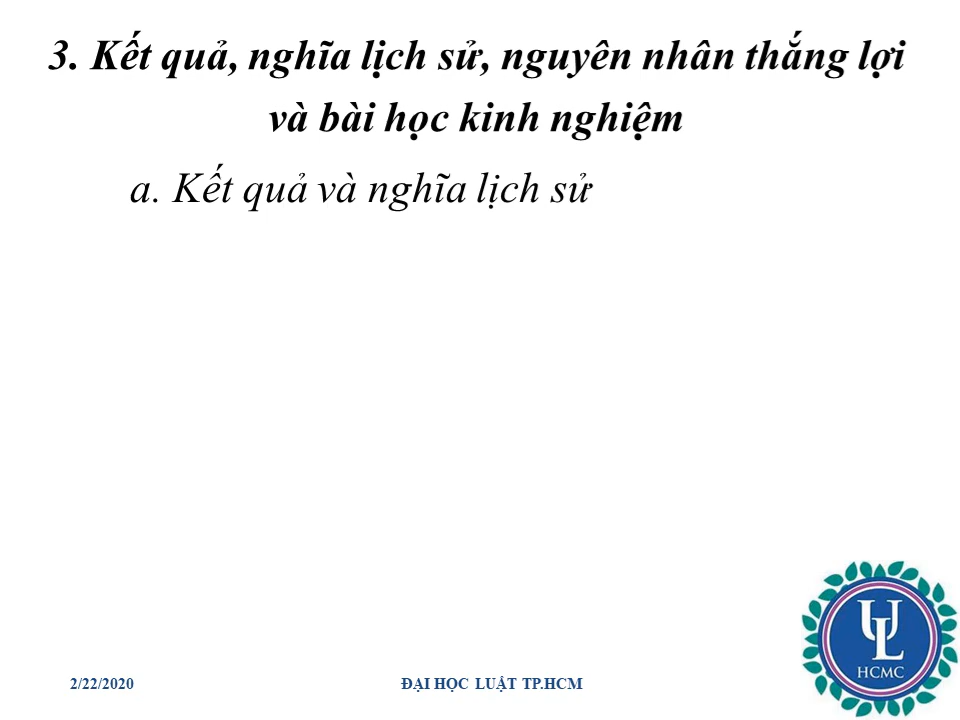 3. Kết quả, nghĩa lịch sử, nguyên nhân thắng lợi
và bài học kinh nghiệm
a. Kết quả và nghĩa lịch sử
2/22/2020
ĐẠI HỌC LUẬT TP.HCM
UL
HCMC